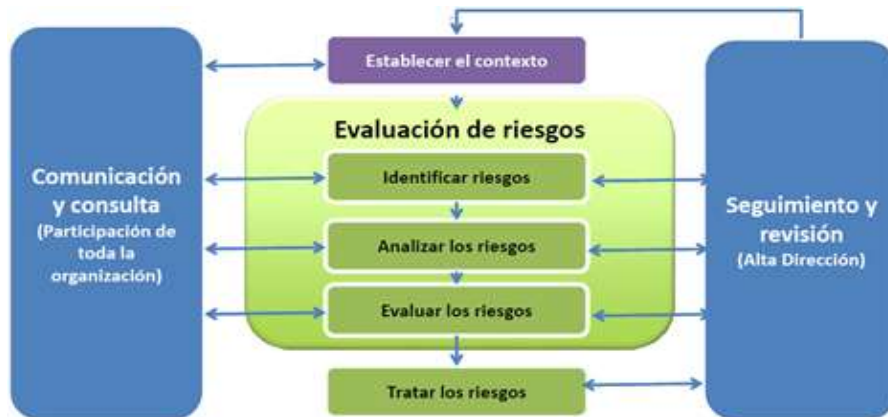 Establecer el contexto
Evaluación de riesgos
Identificar riesgos
Analizar los riesgos
Evaluar los riesgos
Tratar los riesgos
Comunicación
y consulta
(Participación de
toda la
organización)
Seguimiento y
revisión
(Alta Dirección)